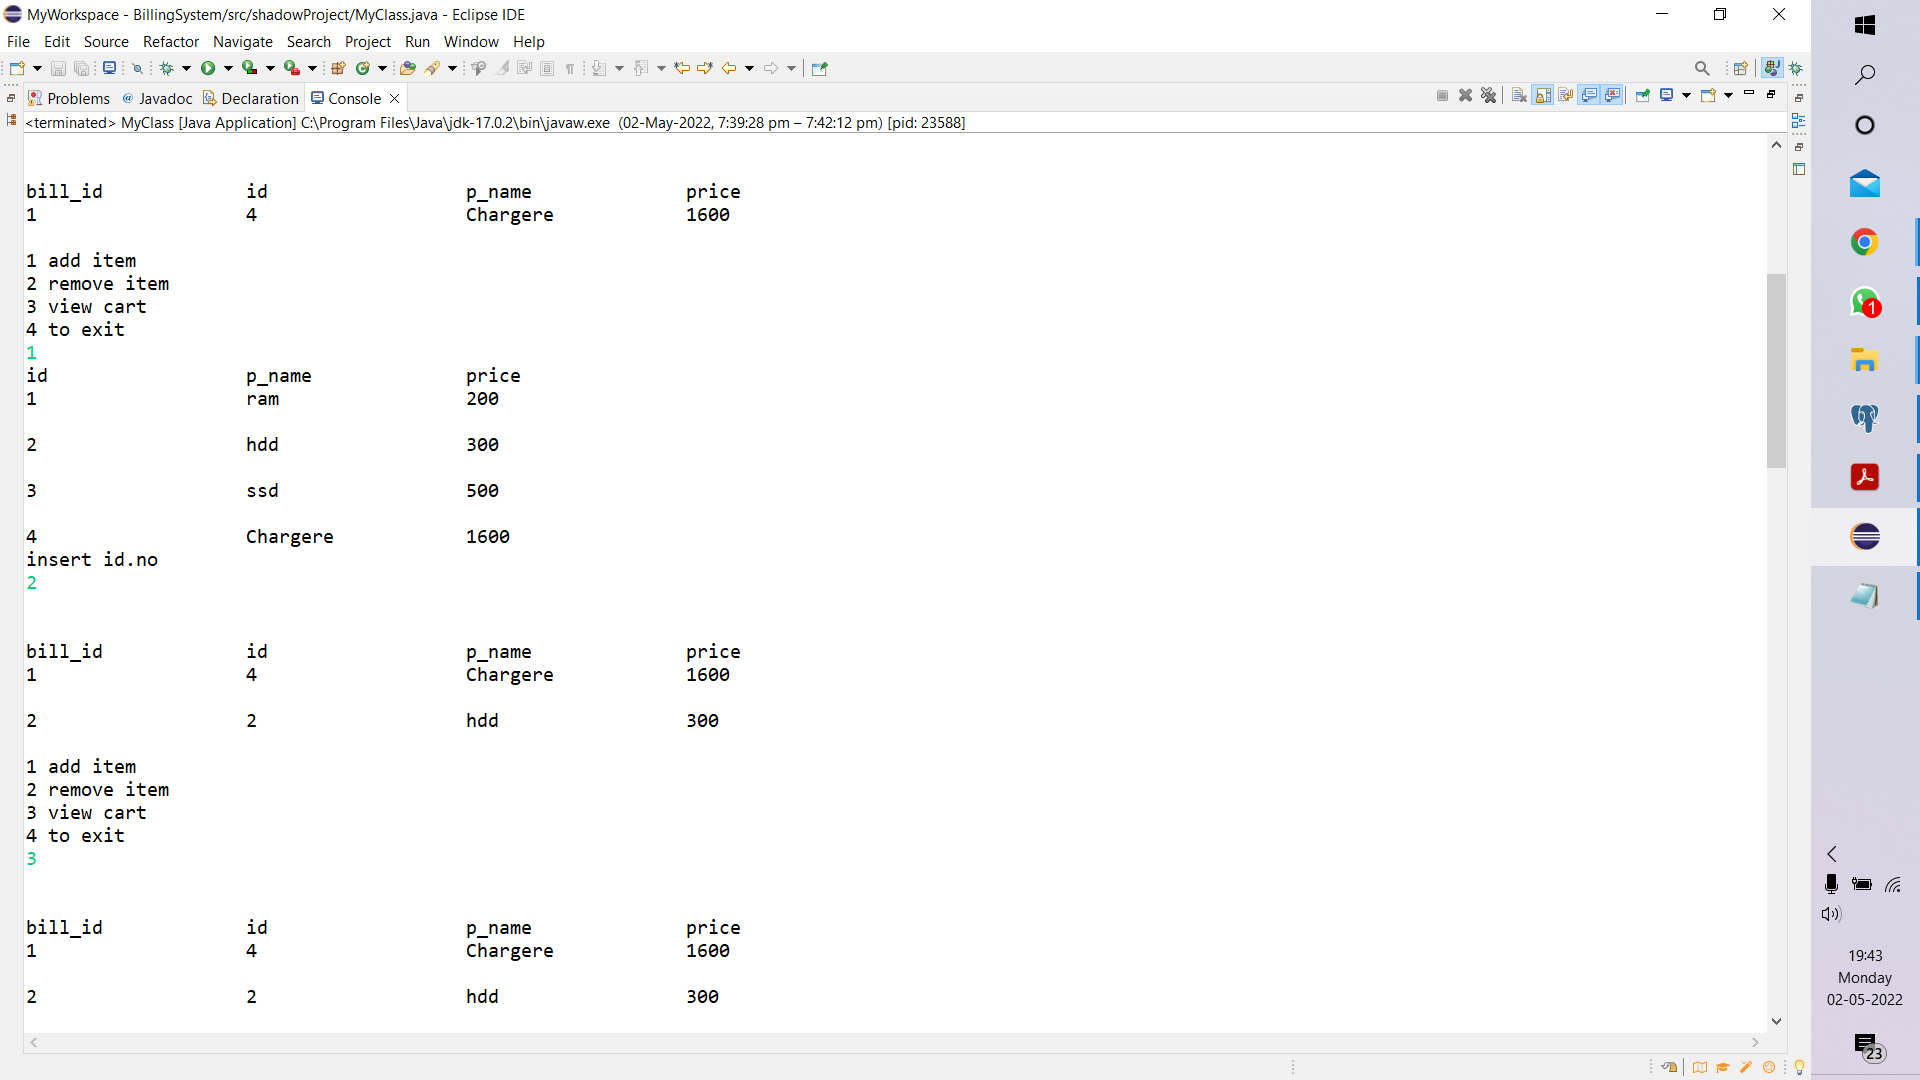 MyWorkspace - BillingSystem/src/shadowProject/MyClass.java - Eclipse IDE
File Edit Source Refactor Navigate Search Project Run Window Help
Problems @ Javadoc Declaration Console
<terminated> MyClass [Java Application] C:\Program Files\Java\jdk-17.0.2\bin\javaw.exe (02-May-2022, 7:39:28 pm – 7:42:12 pm) [pid: 23588]
bill_id id p_name price
1 4 Chargere 1600
1 add item
2 remove item
3 view cart
4 to exit
1
id p_name price
1 ram 200
2 hdd 300
3 ssd 500
4 Chargere 1600
insert id.no
2
bill_id id p_name price
1 4 Chargere 1600
2 2 hdd 300
1 add item
2 remove item
3 view cart
4 to exit
3
bill_id id p_name price
1 4 Chargere 1600
2 2 hdd 300
1
19:43
Monday
02-05-2022
23